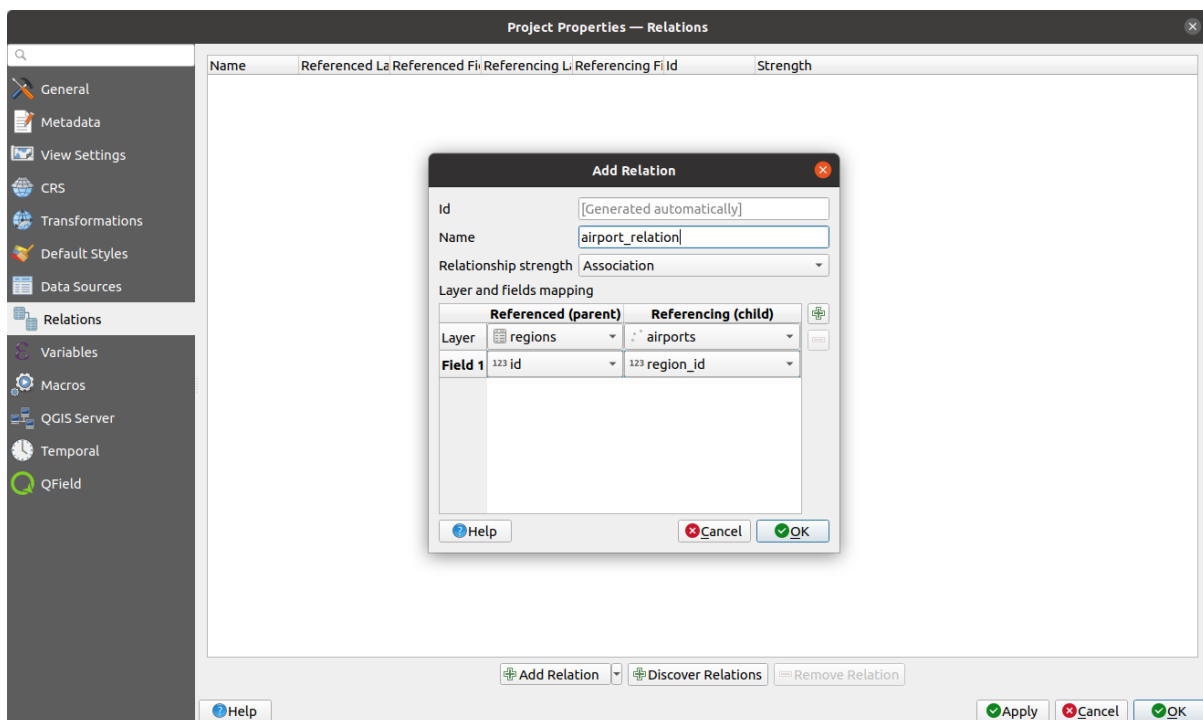 Project Properties — Relations
Name Referenced La Referenced Fi Referencing La Referencing Fi Id Strength
General
Metadata
View Settings
CRS
Transformations
Default Styles
Data Sources
Relations
Variables
Macros
QGIS Server
Temporal
QField
Add Relation
Id [Generated automatically]
Name airport_relation
Relationship strength Association
Layer and fields mapping
Referenced (parent) Referencing (child)
Layer regions airports
Field 1 123 id 123 region_id
Help Cancel OK
Add Relation Discover Relations Remove Relation
Help Apply Cancel OK